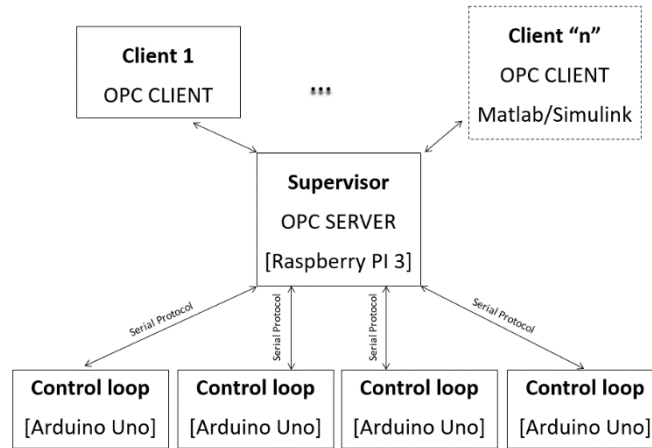 Client 1
OPC CLIENT
...
Client “n”
OPC CLIENT
Matlab/Simulink
Supervisor
OPC SERVER
[Raspberry PI 3]
Serial Protocol
Serial Protocol
Serial Protocol
Serial Protocol
Control loop
[Arduino Uno]
Control loop
[Arduino Uno]
Control loop
[Arduino Uno]
Control loop
[Arduino Uno]